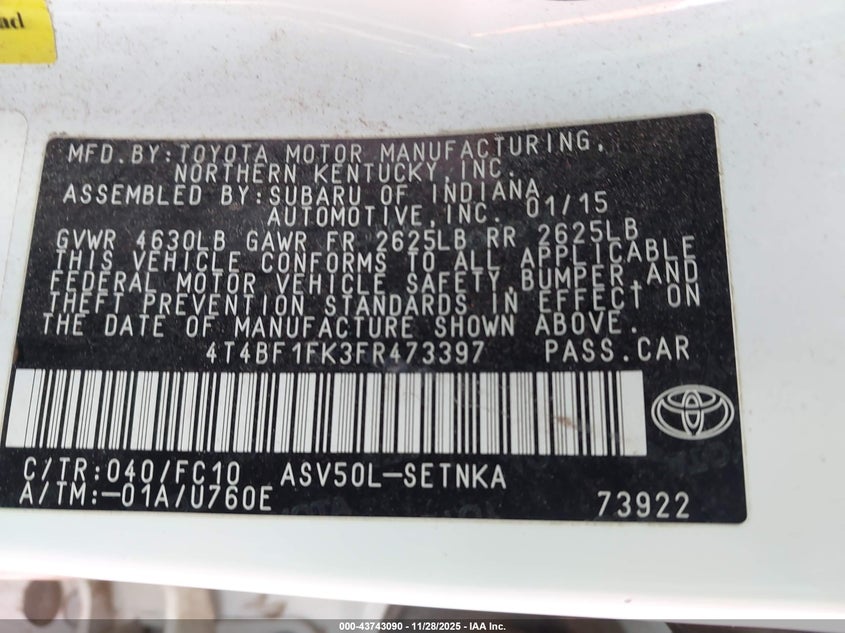 ad
MFD.BY:TOYOTA MOTOR MANUFACTURING,
NORTHERN KENTUCKY,INC.
ASSEMBLED BY:SUBARU OF INDIANA
AUTOMOTIVE,INC. 01/15
GVWR 4630LB GAWR FR 2625LB RR 2625LB
THIS VEHICLE CONFORMS TO ALL APPLICABLE
FEDERAL MOTOR VEHICLE SAFETY,BUMPER,AND
THEFT PREVENTION STANDARDS IN EFFECT ON
THE DATE OF MANUFACTURE SHOWN ABOVE.
4T4BF1FK3FR473397 PASS.CAR
C/TR:040/FC10 ASV50L-SETNKA
A/TM:-01A/U760E
73922
000-43743090 - 11/28/2025 - IAA, Inc.